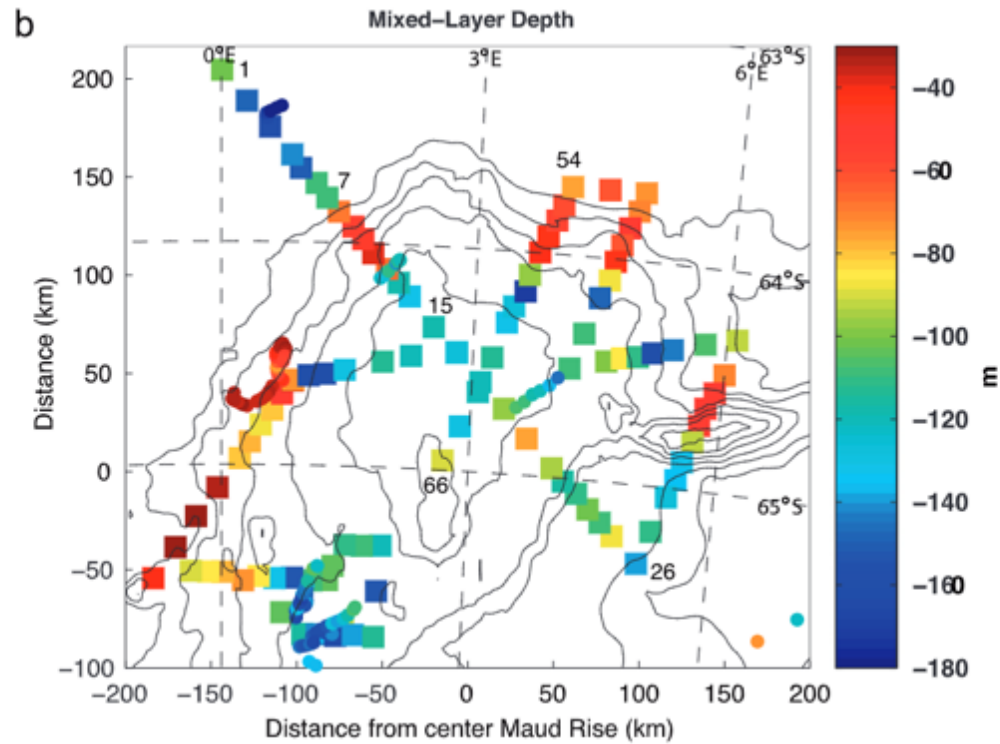 b
Mixed–Layer Depth
0°E
3°E
6°E
63°S
64°S
65°S
1
7
15
54
66
26
200
150
100
50
0
−50
−100
Distance (km)
−200
−150
−100
−50
0
50
100
150
200
Distance from center Maud Rise (km)
−40
−60
−80
−100
−120
−140
−160
−180
m